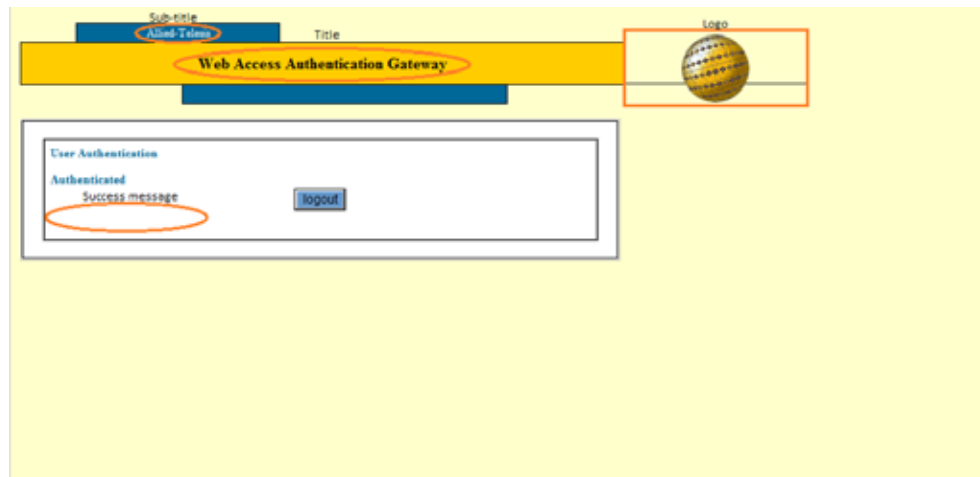 Sub-title
Allied-Telesis
Title
Logo
Web Access Authentication Gateway
User Authentication
Authenticated
Success message
logout